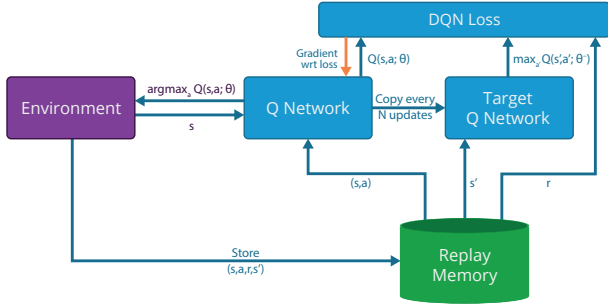 DQN Loss
Gradient
wrt loss
Q(s,a; θ)
maxₐ' Q(s',a'; θ⁻)
argmaxₐ Q(s,a; θ)
Environment
s
Q Network
Copy every
N updates
Target
Q Network
(s,a)
s'
r
Store
(s,a,r,s')
Replay
Memory